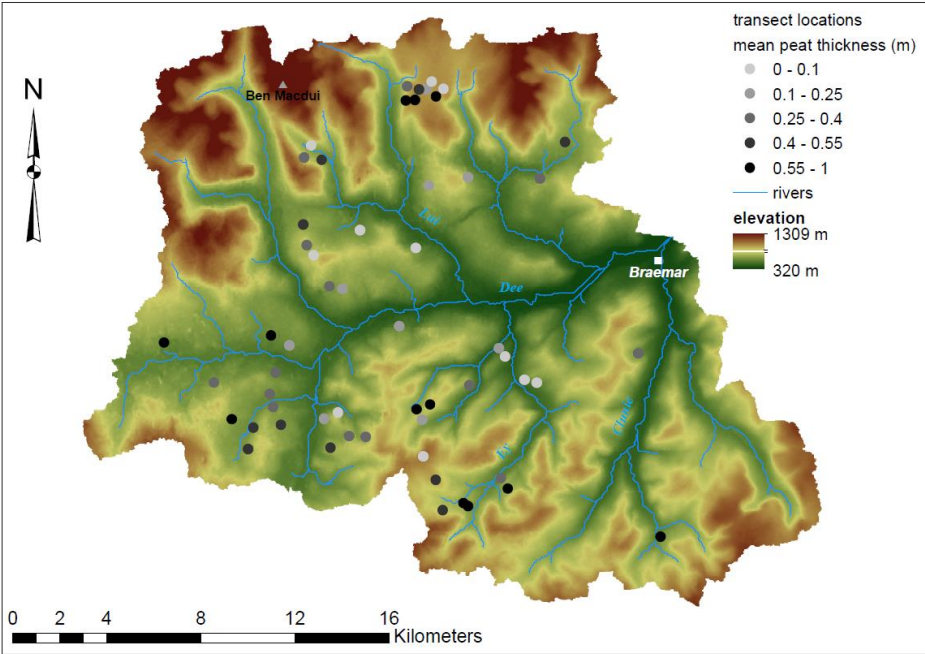 transect locations
mean peat thickness (m)
0 - 0.1
0.1 - 0.25
0.25 - 0.4
0.4 - 0.55
0.55 - 1
rivers
elevation
1309 m
320 m
N
Ben Macdui
Lui
Dee
Braemar
Ey
Clunie
0 2 4 8 12 16
Kilometers